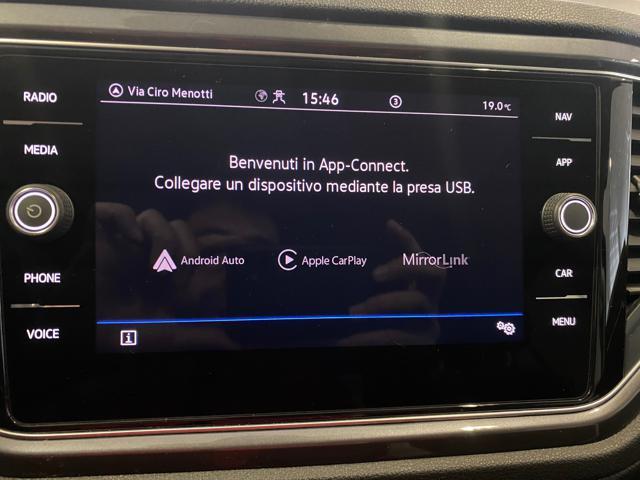 RADIO
MEDIA
PHONE
VOICE
Via Ciro Menotti
15:46
3
19.0°C
Benvenuti in App-Connect.
Collegare un dispositivo mediante la presa USB.
Android Auto
Apple CarPlay
MirrorLink
i
NAV
APP
CAR
MENU